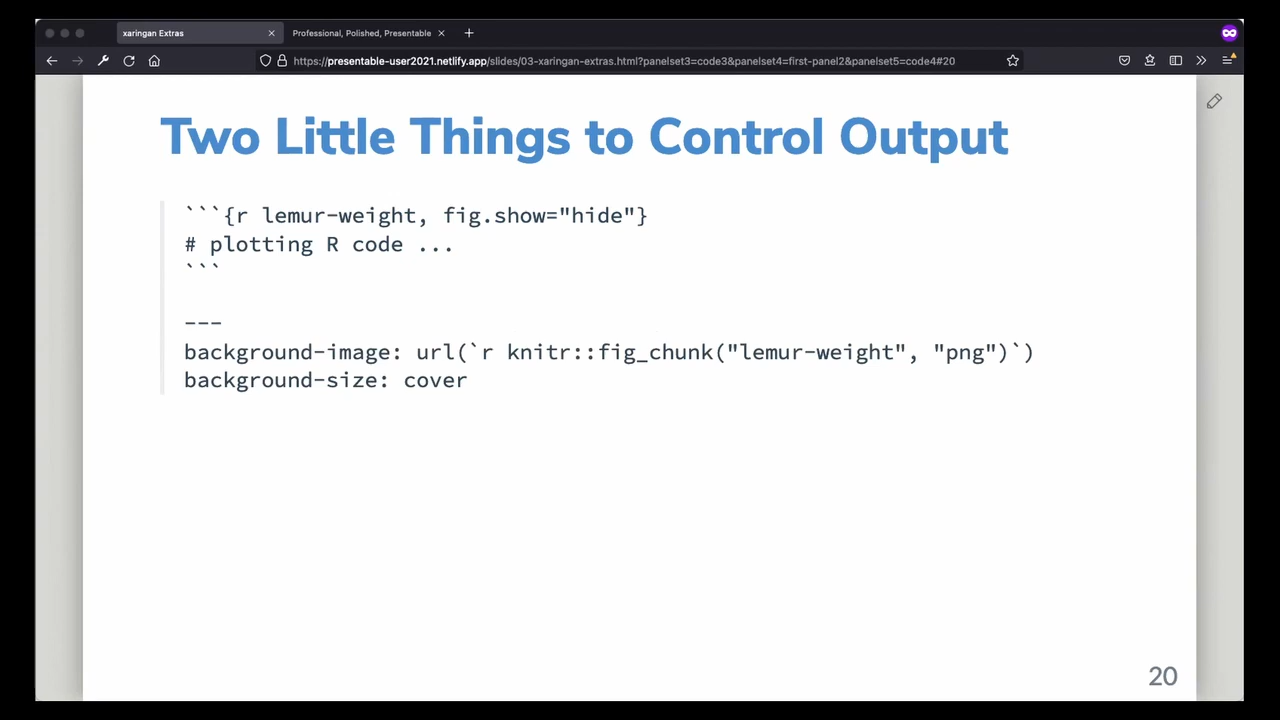 xaringan Extras
Professional, Polished, Presentable
https://presentable-user2021.netlify.app/slides/03-xaringan-extras.html?panelset3=code3&panelset4=first-panel2&panelset5=code4#20
Two Little Things to Control Output
```{r lemur-weight, fig.show="hide"}
# plotting R code ...
```
---
background-image: url(`r knitr::fig_chunk("lemur-weight", "png")`)
background-size: cover
20